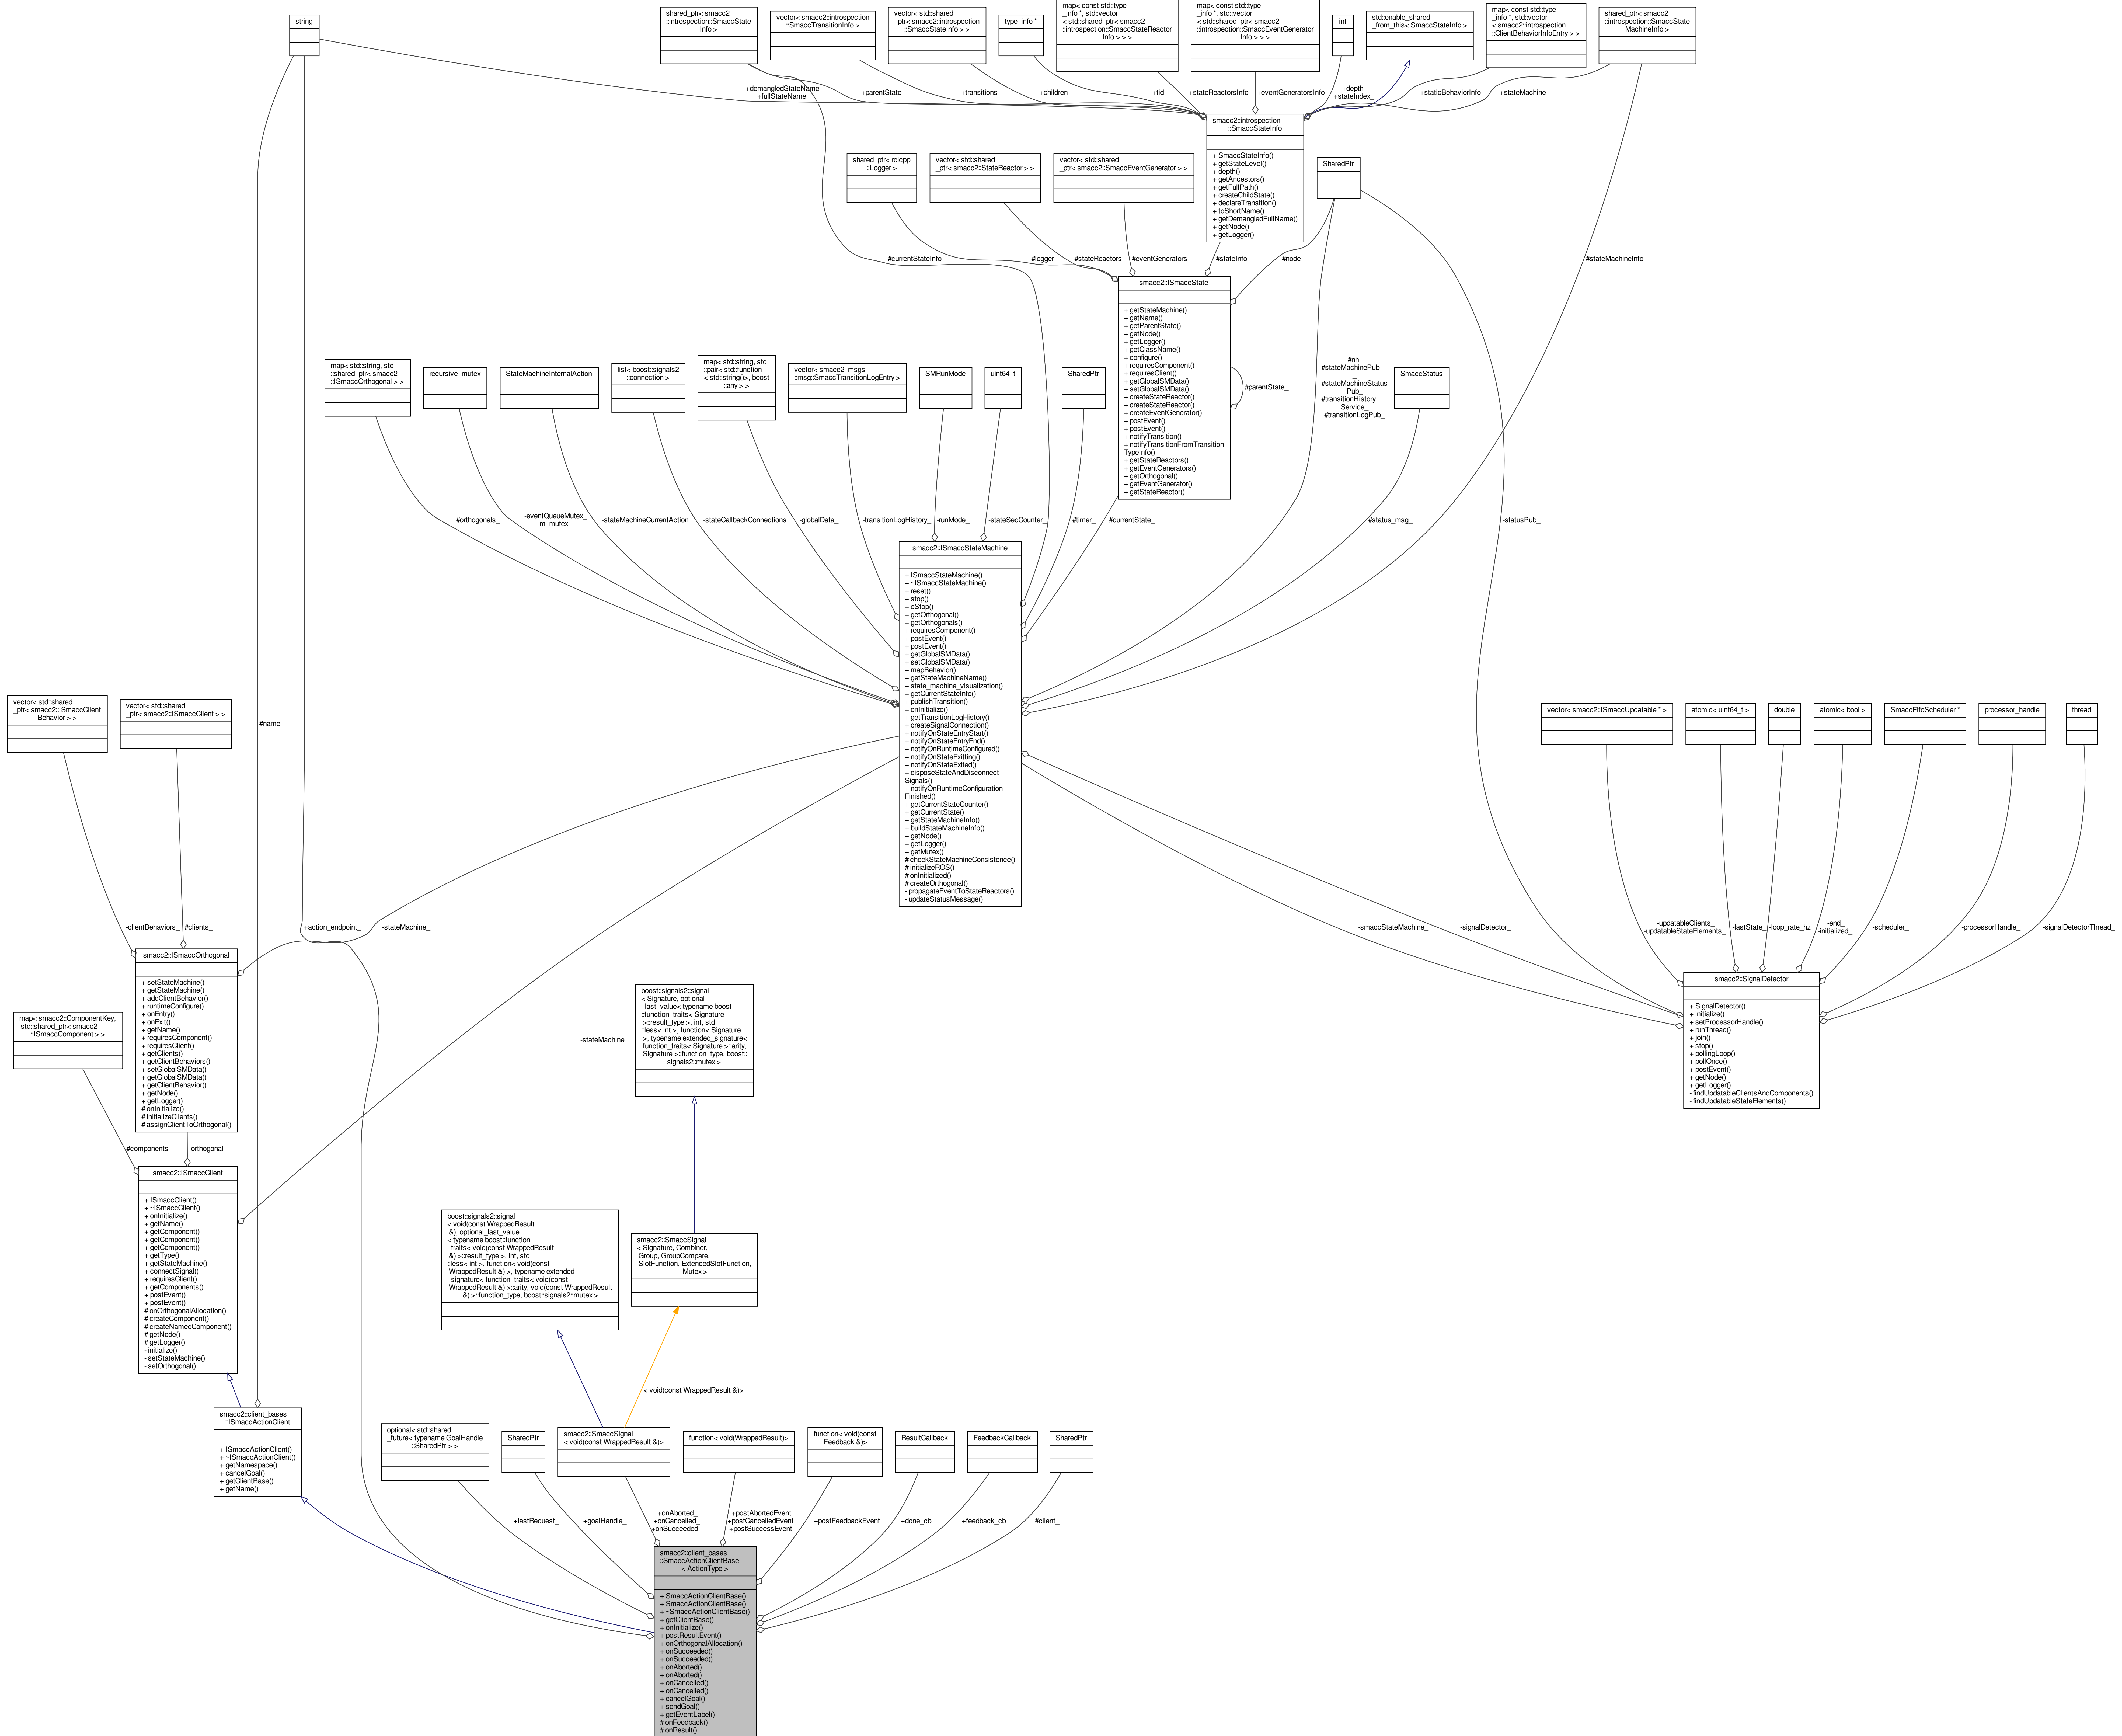 string
shared_ptr< smacc2
::introspection::SmaccState
Info >
vector< smacc2::introspection
::SmaccTransitionInfo >
vector< std::shared
_ptr< smacc2::introspection
::SmaccStateInfo > >
type_info *
map< const std::type
_info *, std::vector
< std::shared_ptr< smacc2
::introspection::SmaccStateReactor
Info > > >
map< const std::type
_info *, std::vector
< std::shared_ptr< smacc2
::introspection::SmaccEventGenerator
Info > > >
int
std::enable_shared
_from_this< SmaccStateInfo >
map< const std::type
_info *, std::vector
< smacc2::introspection
::ClientBehaviorInfoEntry > >
shared_ptr< smacc2
::introspection::SmaccState
MachineInfo >
+demangledStateName
+fullStateName
+parentState_
+transitions_
+children_
+tid_
+stateReactorsInfo
+eventGeneratorsInfo
+depth_
+stateIndex_
+staticBehaviorInfo
+stateMachine_
smacc2::introspection
::SmaccStateInfo
+ SmaccStateInfo()
+ getStateLevel()
+ depth()
+ getAncestors()
+ getFullPath()
+ createChildState()
+ declareTransition()
+ toShortName()
+ getDemangledFullName()
+ getNode()
+ getLogger()
shared_ptr< rclcpp
::Logger >
vector< std::shared
_ptr< smacc2::StateReactor > >
vector< std::shared
_ptr< smacc2::SmaccEventGenerator > >
SharedPtr
#currentStateInfo_
#logger_
#stateReactors_
#eventGenerators_
#stateInfo_
#node_
#stateMachineInfo_
smacc2::ISmaccState
+ getStateMachine()
+ getName()
+ getParentState()
+ getNode()
+ getLogger()
+ getClassName()
+ configure()
+ requiresComponent()
+ requiresClient()
+ getGlobalSMData()
+ setGlobalSMData()
+ createStateReactor()
+ createStateReactor()
+ createEventGenerator()
+ postEvent()
+ postEvent()
+ notifyTransition()
+ notifyTransitionFromTransition
TypeInfo()
+ getStateReactors()
+ getEventGenerators()
+ getOrthogonal()
+ getEventGenerator()
+ getStateReactor()
#parentState_
map< std::string, std
::shared_ptr< smacc2
::ISmaccOrthogonal > >
recursive_mutex
StateMachineInternalAction
list< boost::signals2
::connection >
map< std::string, std
::pair< std::function
< std::string()>, boost
::any > >
vector< smacc2_msgs
::msg::SmaccTransitionLogEntry >
SMRunMode
uint64_t
SharedPtr
#nh_
#stateMachinePub
_
#stateMachineStatus
Pub_
#transitionHistory
Service_
#transitionLogPub_
SmaccStatus
#orthogonals_
-eventQueueMutex_
-m_mutex_
-stateMachineCurrentAction
-stateCallbackConnections
-globalData_
-transitionLogHistory_
-runMode_
-stateSeqCounter_
#timer_
#currentState_
#status_msg_
-statusPub_
smacc2::ISmaccStateMachine
+ ISmaccStateMachine()
+ ~ISmaccStateMachine()
+ reset()
+ stop()
+ eStop()
+ getOrthogonal()
+ getOrthogonals()
+ requiresComponent()
+ postEvent()
+ postEvent()
+ getGlobalSMData()
+ setGlobalSMData()
+ mapBehavior()
+ getStateMachineName()
+ state_machine_visualization()
+ getCurrentStateInfo()
+ publishTransition()
+ onInitialize()
+ getTransitionLogHistory()
+ createSignalConnection()
+ notifyOnStateEntryStart()
+ notifyOnStateEntryEnd()
+ notifyOnRuntimeConfigured()
+ notifyOnStateExitting()
+ notifyOnStateExited()
+ disposeStateAndDisconnect
Signals()
+ notifyOnRuntimeConfiguration
Finished()
+ getCurrentStateCounter()
+ getCurrentState()
+ getStateMachineInfo()
+ buildStateMachineInfo()
+ getNode()
+ getLogger()
+ getMutex()
# checkStateMachineConsistence()
# initializeROS()
# onInitialized()
# createOrthogonal()
- propagateEventToStateReactors()
- updateStatusMessage()
vector< std::shared
_ptr< smacc2::ISmaccClient
Behavior > >
vector< std::shared
_ptr< smacc2::ISmaccClient > >
#name_
vector< smacc2::ISmaccUpdatable * >
atomic< uint64_t >
double
atomic< bool >
SmaccFifoScheduler *
processor_handle
thread
-clientBehaviors_
#clients_
+action_endpoint_
-stateMachine_
-smaccStateMachine_
-signalDetector_
-updatableClients_
-updatableStateElements_
-lastState_
-loop_rate_hz
-end_
-initialized_
-scheduler_
-processorHandle_
-signalDetectorThread_
smacc2::ISmaccOrthogonal
+ setStateMachine()
+ getStateMachine()
+ addClientBehavior()
+ runtimeConfigure()
+ onEntry()
+ onExit()
+ getName()
+ requiresComponent()
+ requiresClient()
+ getClients()
+ getClientBehaviors()
+ setGlobalSMData()
+ getGlobalSMData()
+ getClientBehavior()
+ getNode()
+ getLogger()
# onInitialize()
# initializeClients()
# assignClientToOrthogonal()
smacc2::SignalDetector
+ SignalDetector()
+ initialize()
+ setProcessorHandle()
+ runThread()
+ join()
+ stop()
+ pollingLoop()
+ pollOnce()
+ postEvent()
+ getNode()
+ getLogger()
- findUpdatableClientsAndComponents()
- findUpdatableStateElements()
map< smacc2::ComponentKey,
std::shared_ptr< smacc2
::ISmaccComponent > >
-stateMachine_
boost::signals2::signal
< Signature, optional
_last_value< typename boost
::function_traits< Signature
>::result_type >, int, std
::less< int >, function< Signature
>, typename extended_signature<
function_traits< Signature >::arity,
Signature >::function_type, boost::
signals2::mutex >
#components_
-orthogonal_
smacc2::ISmaccClient
+ ISmaccClient()
+ ~ISmaccClient()
+ onInitialize()
+ getName()
+ getComponent()
+ getComponent()
+ getComponent()
+ getType()
+ getStateMachine()
+ connectSignal()
+ requiresClient()
+ getComponents()
+ postEvent()
+ postEvent()
# onOrthogonalAllocation()
# createComponent()
# createNamedComponent()
# getNode()
# getLogger()
- initialize()
- setStateMachine()
- setOrthogonal()
boost::signals2::signal
< void(const WrappedResult
&), optional_last_value
< typename boost::function
_traits< void(const WrappedResult
&) >::result_type >, int, std
::less< int >, function< void(const
WrappedResult &) >, typename extended
_signature< function_traits< void(const
WrappedResult &) >::arity, void(const WrappedResult
&) >::function_type, boost::signals2::mutex >
smacc2::SmaccSignal
< Signature, Combiner,
Group, GroupCompare,
SlotFunction, ExtendedSlotFunction,
Mutex >
< void(const WrappedResult &)>
smacc2::client_bases
::ISmaccActionClient
+ ISmaccActionClient()
+ ~ISmaccActionClient()
+ getNamespace()
+ cancelGoal()
+ getClientBase()
+ getName()
optional< std::shared
_future< typename GoalHandle
::SharedPtr > >
SharedPtr
smacc2::SmaccSignal
< void(const WrappedResult &)>
function< void(WrappedResult)>
function< void(const
Feedback &)>
ResultCallback
FeedbackCallback
SharedPtr
+lastRequest_
+goalHandle_
+onAborted_
+onCancelled_
+onSucceeded_
+postAbortedEvent
+postCancelledEvent
+postSuccessEvent
+postFeedbackEvent
+done_cb
+feedback_cb
#client_
smacc2::client_bases
::SmaccActionClientBase
< ActionType >
+ SmaccActionClientBase()
+ SmaccActionClientBase()
+ ~SmaccActionClientBase()
+ getClientBase()
+ onInitialize()
+ postResultEvent()
+ onOrthogonalAllocation()
+ onSucceeded()
+ onSucceeded()
+ onAborted()
+ onAborted()
+ onCancelled()
+ onCancelled()
+ cancelGoal()
+ sendGoal()
+ getEventLabel()
# onFeedback()
# onResult()